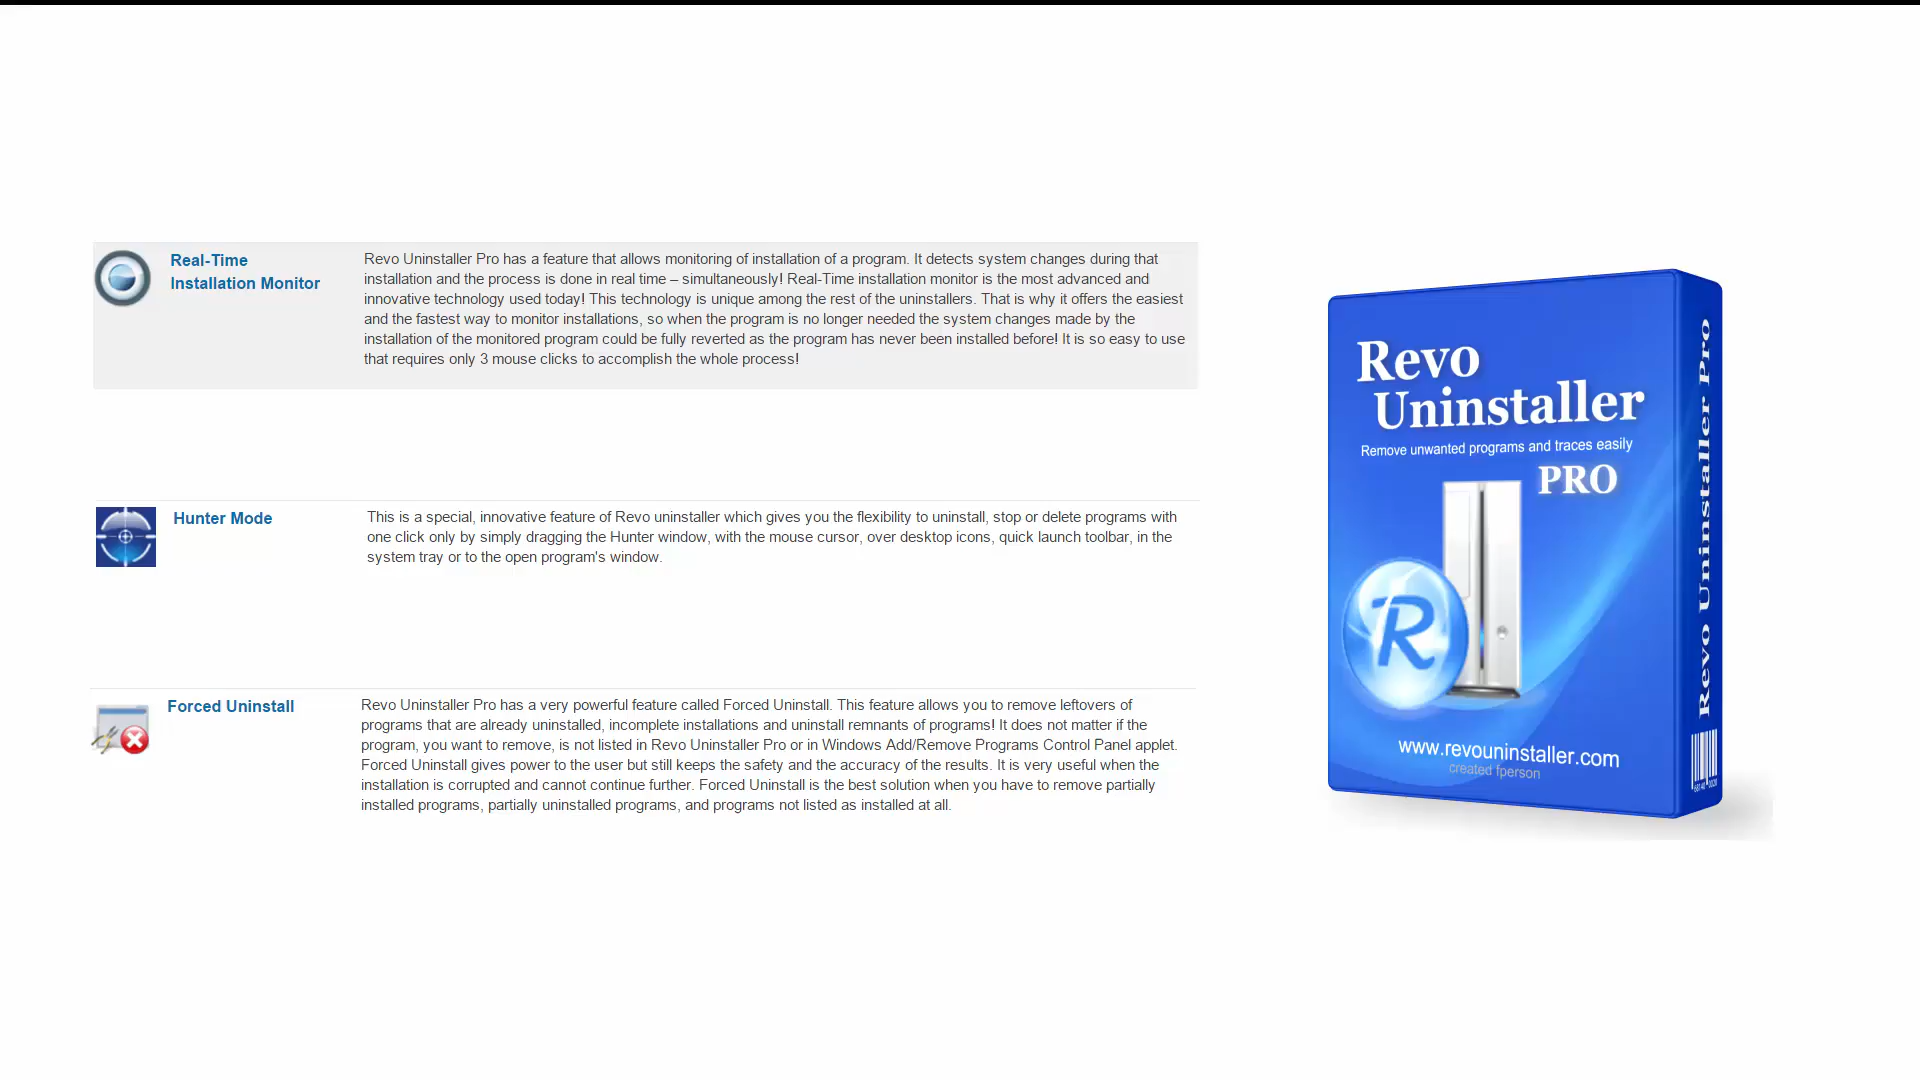 Real-Time
Installation Monitor
Revo Uninstaller Pro has a feature that allows monitoring of installation of a program. It detects system changes during that
installation and the process is done in real time – simultaneously! Real-Time installation monitor is the most advanced and
innovative technology used today! This technology is unique among the rest of the uninstallers. That is why it offers the easiest
and the fastest way to monitor installations, so when the program is no longer needed the system changes made by the
installation of the monitored program could be fully reverted as the program has never been installed before! It is so easy to use
that requires only 3 mouse clicks to accomplish the whole process!
Hunter Mode
This is a special, innovative feature of Revo uninstaller which gives you the flexibility to uninstall, stop or delete programs with
one click only by simply dragging the Hunter window, with the mouse cursor, over desktop icons, quick launch toolbar, in the
system tray or to the open program's window.
Forced Uninstall
Revo Uninstaller Pro has a very powerful feature called Forced Uninstall. This feature allows you to remove leftovers of
programs that are already uninstalled, incomplete installations and uninstall remnants of programs! It does not matter if the
program, you want to remove, is not listed in Revo Uninstaller Pro or in Windows Add/Remove Programs Control Panel applet.
Forced Uninstall gives power to the user but still keeps the safety and the accuracy of the results. It is very useful when the
installation is corrupted and cannot continue further. Forced Uninstall is the best solution when you have to remove partially
installed programs, partially uninstalled programs, and programs not listed as installed at all.
Revo
Uninstaller
Remove unwanted programs and traces easily
PRO
R
www.revouninstaller.com
created fperson
Revo Uninstaller Pro